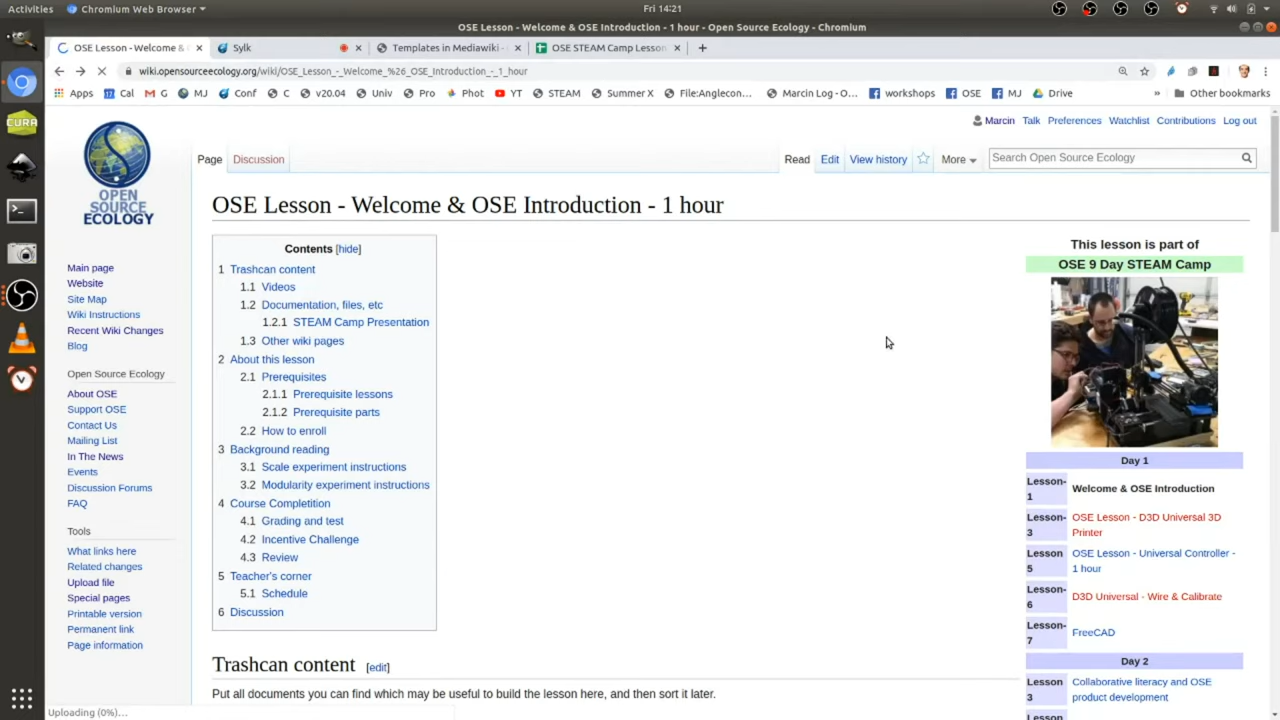 Activities
Chromium Web Browser
Fri 14:21
OSE Lesson - Welcome & OSE Introduction - 1 hour - Open Source Ecology - Chromium
OSE Lesson - Welcome &
Sylk
Templates in Mediawiki -
OSE STEAM Camp Lesson
wiki.opensourceecology.org/wiki/OSE_Lesson_-_Welcome_%26_OSE_Introduction_-_1_hour
Apps
Cal
G
MJ
Conf
C
v20.04
Univ
Pro
Phot
YT
STEAM
Summer X
File:Anglecon...
Marcin Log - O...
workshops
OSE
MJ
Drive
»
Other bookmarks
Marcin Talk Preferences Watchlist Contributions Log out
OPEN
SOURCE
ECOLOGY
Page
Discussion
Read
Edit
View history
More
Search Open Source Ecology
OSE Lesson - Welcome & OSE Introduction - 1 hour
Contents [hide]
1 Trashcan content
1.1 Videos
1.2 Documentation, files, etc
1.2.1 STEAM Camp Presentation
1.3 Other wiki pages
2 About this lesson
2.1 Prerequisites
2.1.1 Prerequisite lessons
2.1.2 Prerequisite parts
2.2 How to enroll
3 Background reading
3.1 Scale experiment instructions
3.2 Modularity experiment instructions
4 Course Completition
4.1 Grading and test
4.2 Incentive Challenge
4.3 Review
5 Teacher's corner
5.1 Schedule
6 Discussion
Trashcan content [edit]
Put all documents you can find which may be useful to build the lesson here, and then sort it later.
Main page
Website
Site Map
Wiki Instructions
Recent Wiki Changes
Blog
Open Source Ecology
About OSE
Support OSE
Contact Us
Mailing List
In The News
Events
Discussion Forums
FAQ
Tools
What links here
Related changes
Upload file
Special pages
Printable version
Permanent link
Page information
This lesson is part of
OSE 9 Day STEAM Camp
Day 1
Lesson-1 Welcome & OSE Introduction
Lesson-3 OSE Lesson - D3D Universal 3D
Printer
Lesson 5 OSE Lesson - Universal Controller -
1 hour
Lesson-6 D3D Universal - Wire & Calibrate
Lesson-7 FreeCAD
Day 2
Lesson 3 Collaborative literacy and OSE
product development
Lesson
CURA
Uploading (0%)...